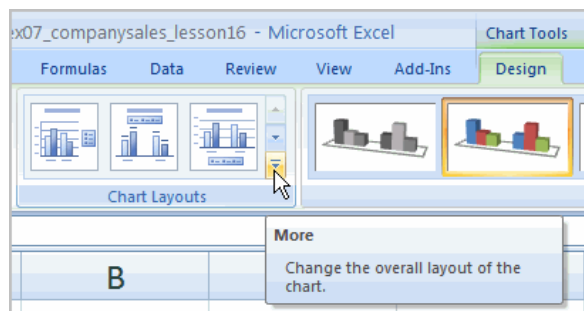 ex07_companysales_lesson16 - Microsoft Excel Chart Tools
Formulas Data Review View Add-Ins Design
Chart Layouts
More
Change the overall layout of the
chart.
B